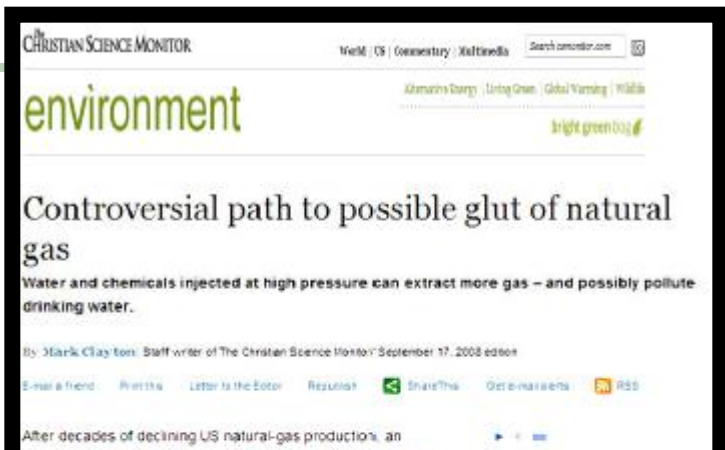 The
CHRISTIAN SCIENCE MONITOR
World | US | Commentary | Multimedia
Search csmonitor.com
environment
Alternative Energy | Living Green | Global Warming | Wildlife
bright green blog
Controversial path to possible glut of natural
gas
Water and chemicals injected at high pressure can extract more gas – and possibly pollute
drinking water.
By Mark Clayton Staff writer of The Christian Science Monitor/ September 17, 2008 edition
E-mail a friend Print this Letter to the Editor Republish ShareThis Get e-mail alerts RSS
After decades of declining US natural-gas production, an